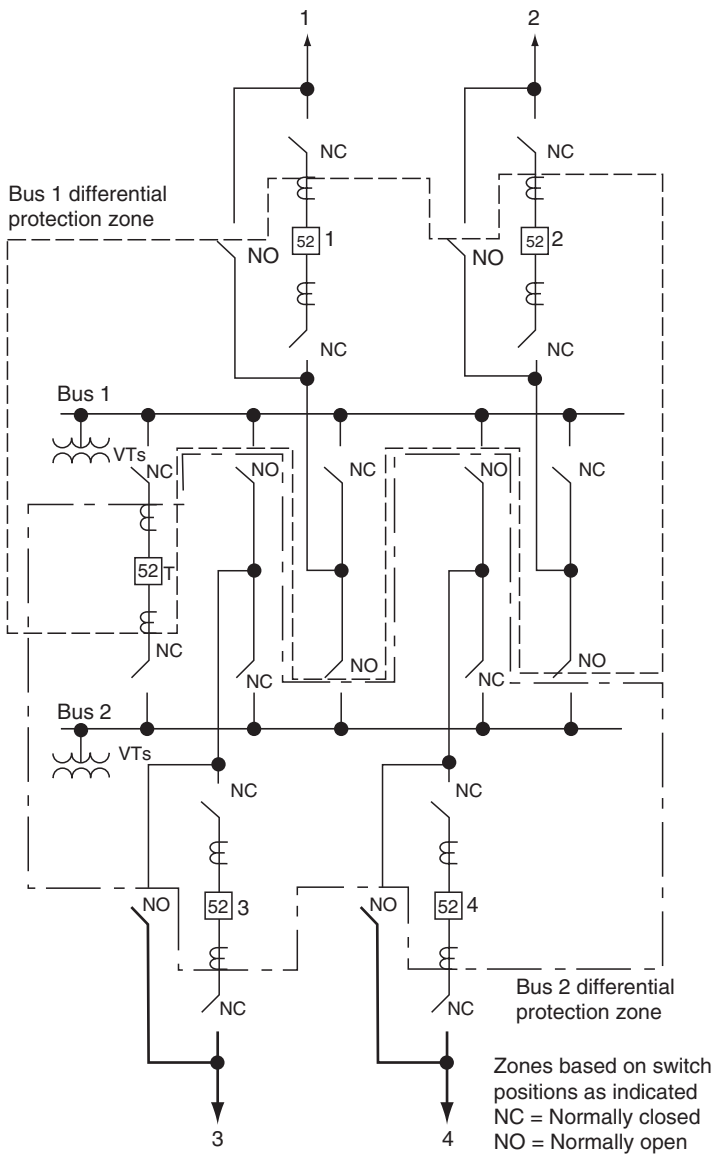 1 2
NC NC
Bus 1 differential
protection zone
52 1 52 2
NO NO
NC NC
Bus 1
VTs NC NO NC NO NC
52 T
NC NC NO NC NO
Bus 2
VTs
NC NC
NO 52 3 NO 52 4
NC NC
Bus 2 differential
protection zone
Zones based on switch
positions as indicated
NC = Normally closed
NO = Normally open
3 4